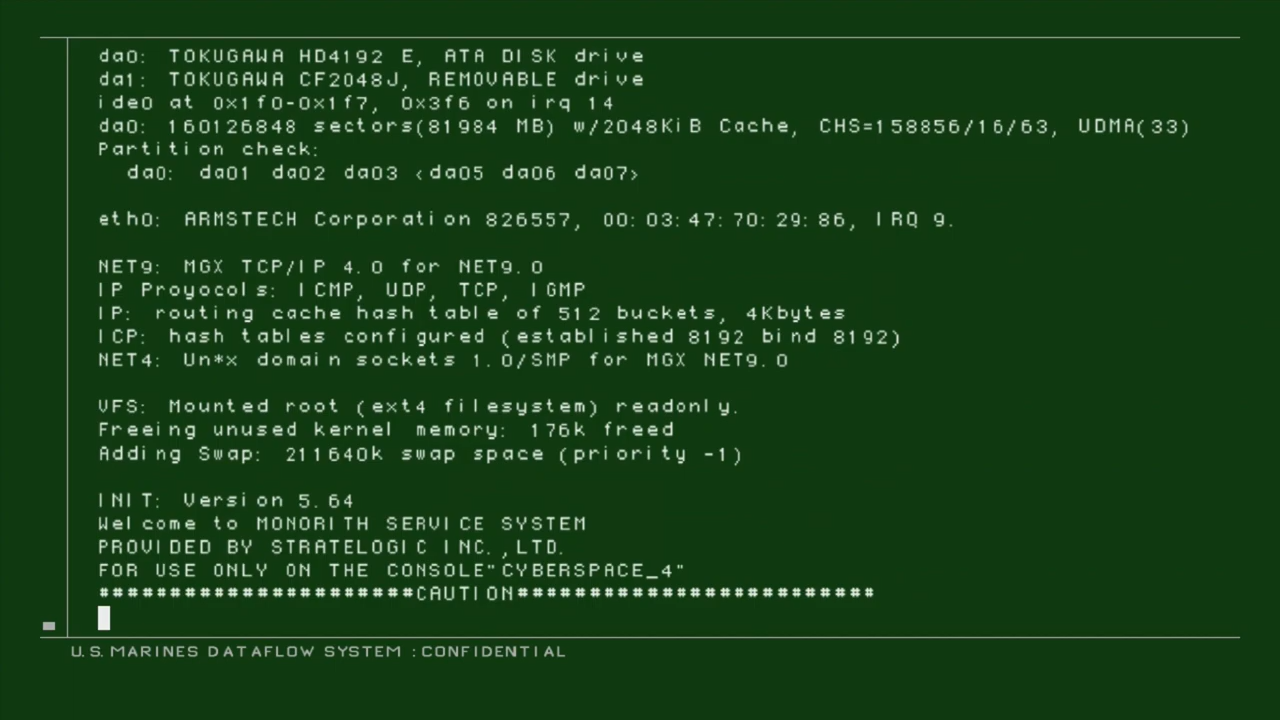 da0: TOKUGAWA HD4192 E, ATA DISK drive
da1: TOKUGAWA CF2048J, REMOVABLE drive
ide0 at 0x1f0-0x1f7, 0x3f6 on irq 14
da0: 160126848 sectors(81984 MB) w/2048KiB Cache, CHS=158856/16/63, UDMA(33)
Partition check:
da0: da01 da02 da03 <da05 da06 da07>
eth0: ARMSTECH Corporation 826557, 00:03:47:70:29:86, IRQ 9.
NET9: MGX TCP/IP 4.0 for NET9.0
IP Proyocols: ICMP, UDP, TCP, IGMP
IP: routing cache hash table of 512 buckets, 4Kbytes
ICP: hash tables configured (established 8192 bind 8192)
NET4: Un*x domain sockets 1.0/SMP for MGX NET9.0
VFS: Mounted root (ext4 filesystem) readonly.
Freeing unused kernel memory: 176k freed
Adding Swap: 211640k swap space (priority -1)
INIT: Version 5.64
Welcome to MONORITH SERVICE SYSTEM
PROVIDED BY STRATELOGIC INC.,LTD.
FOR USE ONLY ON THE CONSOLE"CYBERSPACE_4"
######################CAUTION#########################
U.S.MARINES DATAFLOW SYSTEM :CONFIDENTIAL